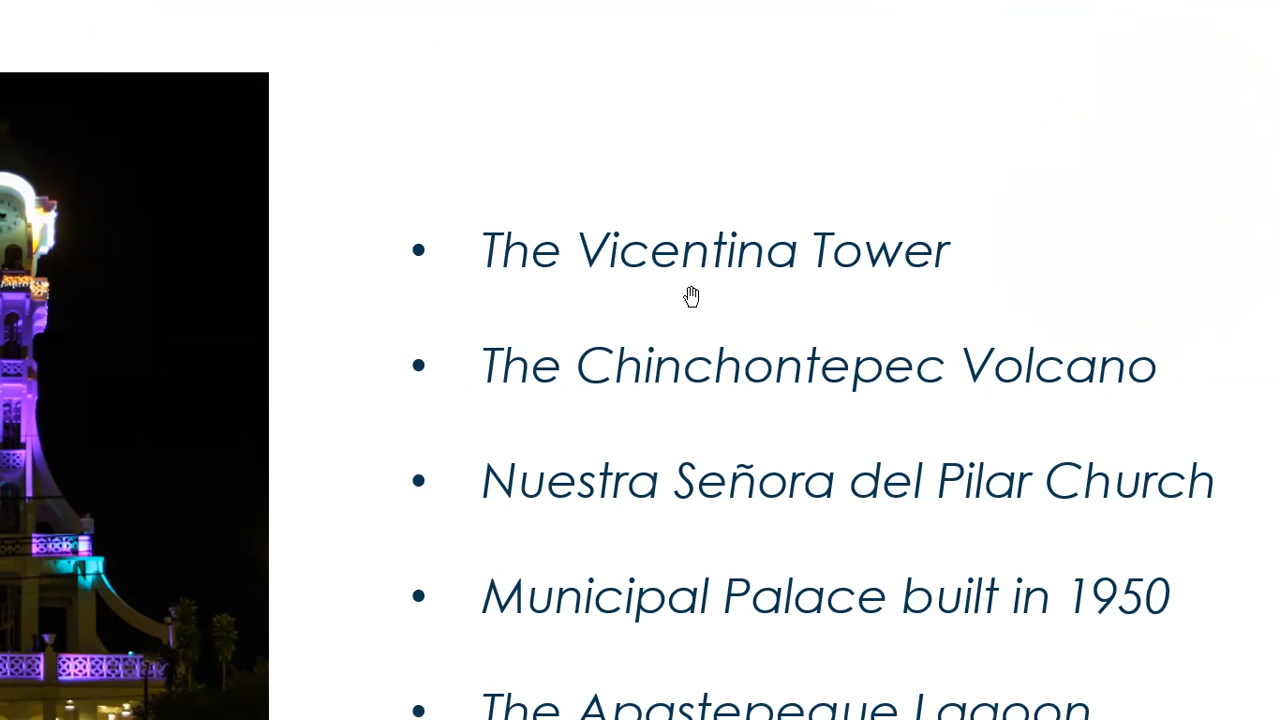 • The Vicentina Tower
• The Chinchontepec Volcano
• Nuestra Señora del Pilar Church
• Municipal Palace built in 1950
• The Apastepeque Lagoon